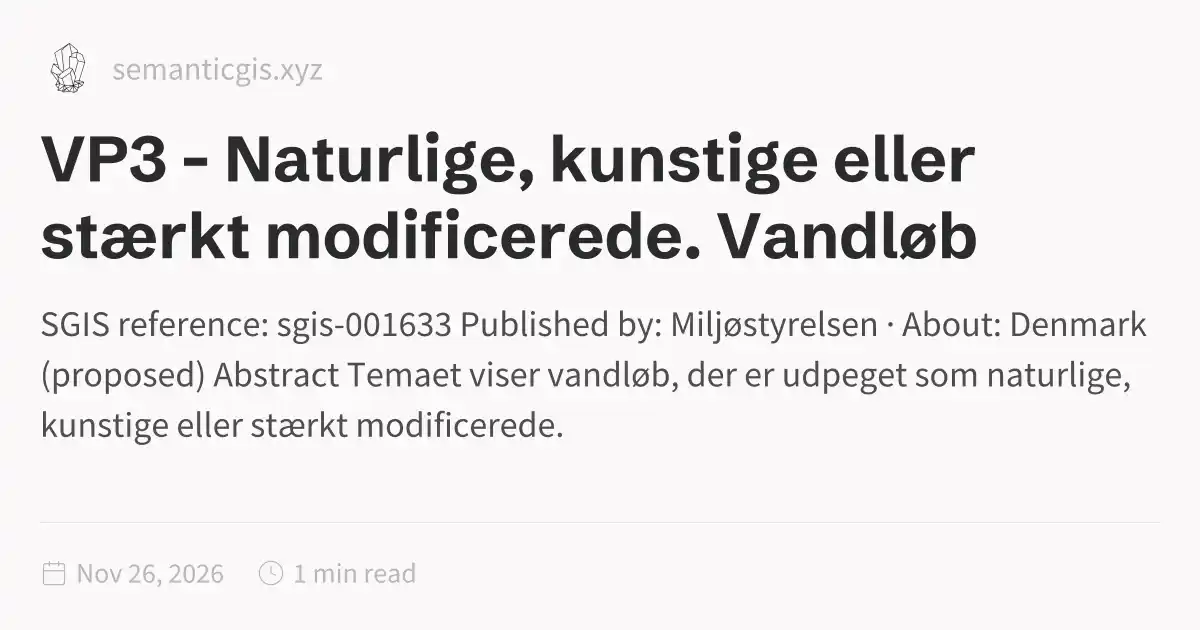 semanticgis.xyz
VP3 - Naturlige, kunstige eller
stærkt modificerede. Vandløb
SGIS reference: sgis-001633 Published by: Miljøstyrelsen · About: Denmark
(proposed) Abstract Temaet viser vandløb, der er udpeget som naturlige,
kunstige eller stærkt modificerede.
Nov 26, 2026
1 min read